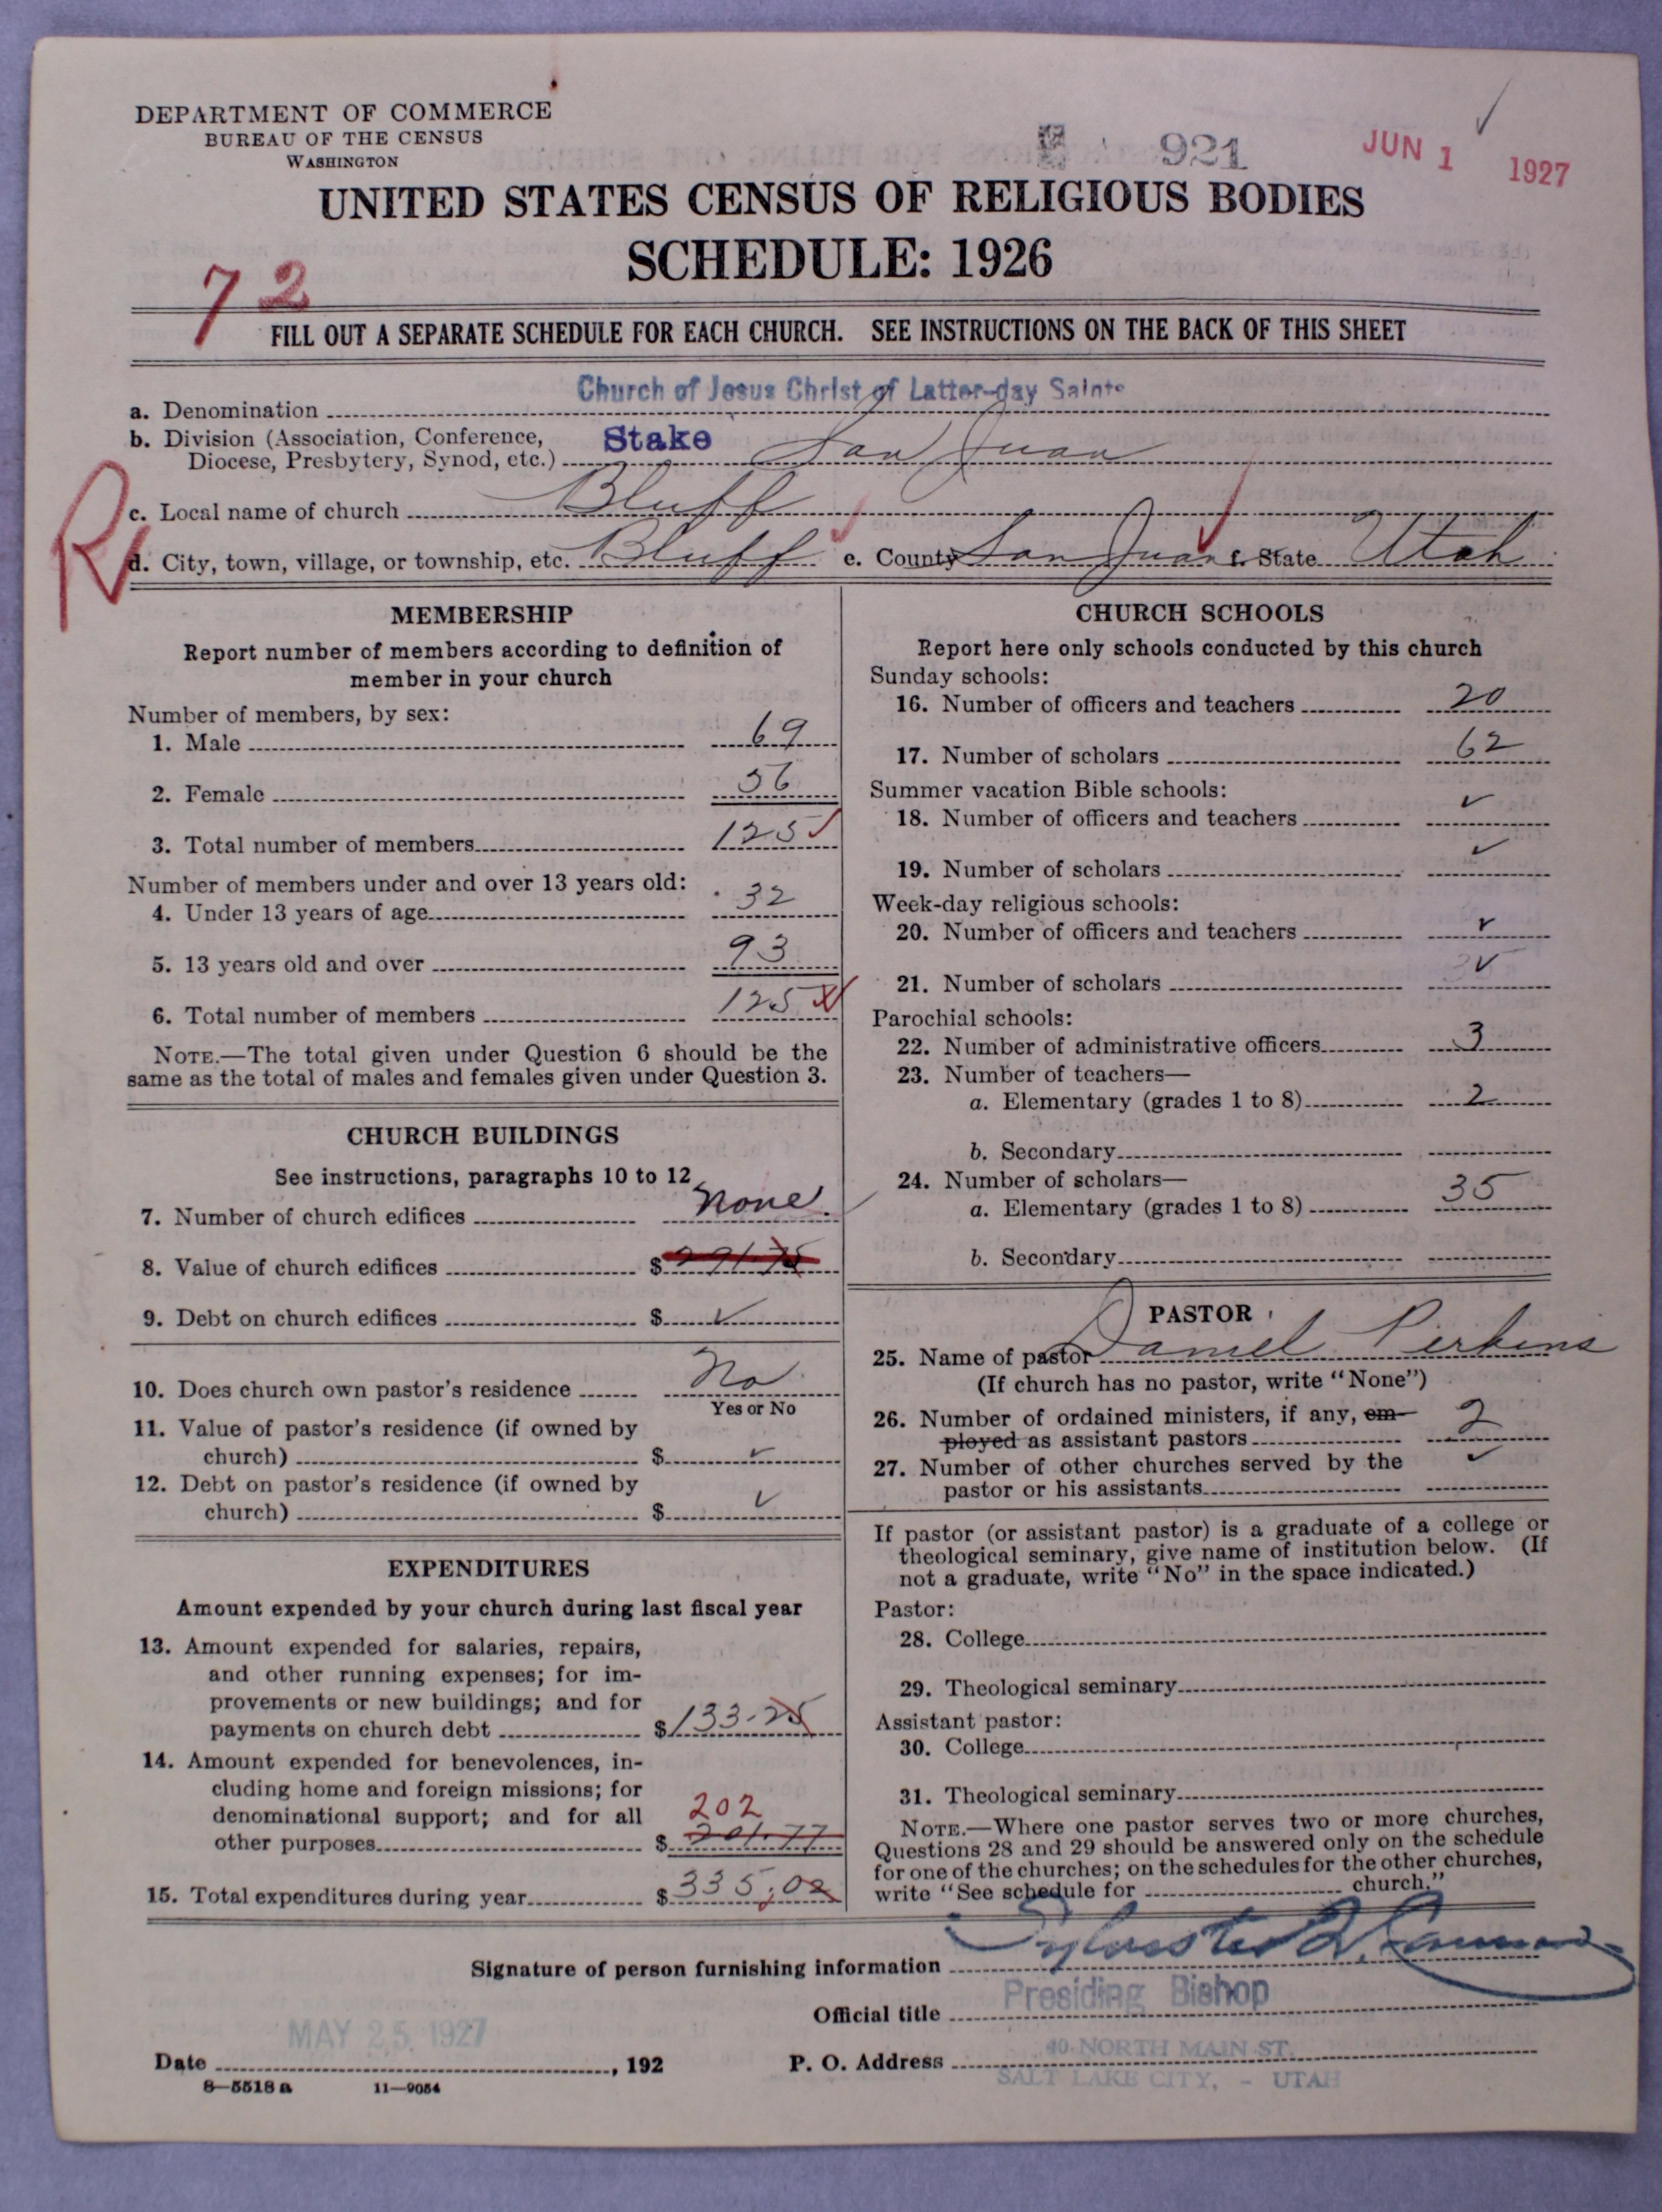 DEPARTMENT OF COMMERCE
BUREAU OF THE CENSUS
WASHINGTON
921
JUN 1 1927
UNITED STATES CENSUS OF RELIGIOUS BODIES
SCHEDULE: 1926
72
FILL OUT A SEPARATE SCHEDULE FOR EACH CHURCH. SEE INSTRUCTIONS ON THE BACK OF THIS SHEET
a. Denomination Church of Jesus Christ of Latter-day Saints
b. Division (Association, Conference, Diocese, Presbytery, Synod, etc.) Stake San Juan
c. Local name of church Bluff
R
d. City, town, village, or township, etc. Bluff e. County San Juan f. State Utah
MEMBERSHIP
Report number of members according to definition of
member in your church
Number of members, by sex:
1. Male 69
2. Female 56
3. Total number of members 125
Number of members under and over 13 years old:
4. Under 13 years of age 32
5. 13 years old and over 93
6. Total number of members 125
NOTE.—The total given under Question 6 should be the
same as the total of males and females given under Question 3.
CHURCH BUILDINGS
See instructions, paragraphs 10 to 12
7. Number of church edifices none
8. Value of church edifices $
9. Debt on church edifices $ ✓
10. Does church own pastor's residence No
Yes or No
11. Value of pastor's residence (if owned by
church) $ ✓
12. Debt on pastor's residence (if owned by
church) $ ✓
EXPENDITURES
Amount expended by your church during last fiscal year
13. Amount expended for salaries, repairs,
and other running expenses; for im-
provements or new buildings; and for
payments on church debt $133.25
14. Amount expended for benevolences, in-
cluding home and foreign missions; for
denominational support; and for all 202
other purposes $ 201.77
15. Total expenditures during year $335.02
CHURCH SCHOOLS
Report here only schools conducted by this church
Sunday schools:
16. Number of officers and teachers 20
17. Number of scholars 62
Summer vacation Bible schools:
18. Number of officers and teachers ✓
19. Number of scholars ✓
Week-day religious schools:
20. Number of officers and teachers ✓
21. Number of scholars ✓
Parochial schools:
22. Number of administrative officers 3
23. Number of teachers—
a. Elementary (grades 1 to 8) 2
b. Secondary
24. Number of scholars—
a. Elementary (grades 1 to 8) 35
b. Secondary
PASTOR
25. Name of pastor Daniel Perkins
(If church has no pastor, write "None")
26. Number of ordained ministers, if any, em-
ployed as assistant pastors 2
27. Number of other churches served by the
pastor or his assistants ✓
If pastor (or assistant pastor) is a graduate of a college or
theological seminary, give name of institution below. (If
not a graduate, write "No" in the space indicated.)
Pastor:
28. College
29. Theological seminary
Assistant pastor:
30. College
31. Theological seminary
NOTE.—Where one pastor serves two or more churches,
Questions 28 and 29 should be answered only on the schedule
for one of the churches; on the schedules for the other churches,
write "See schedule for church."
Signature of person furnishing information Sylvester Q. Cannon
Official title Presiding Bishop
Date MAY 25 1927, 192
P. O. Address 40 NORTH MAIN ST.
SALT LAKE CITY, - UTAH
8—5518 a 11—9054